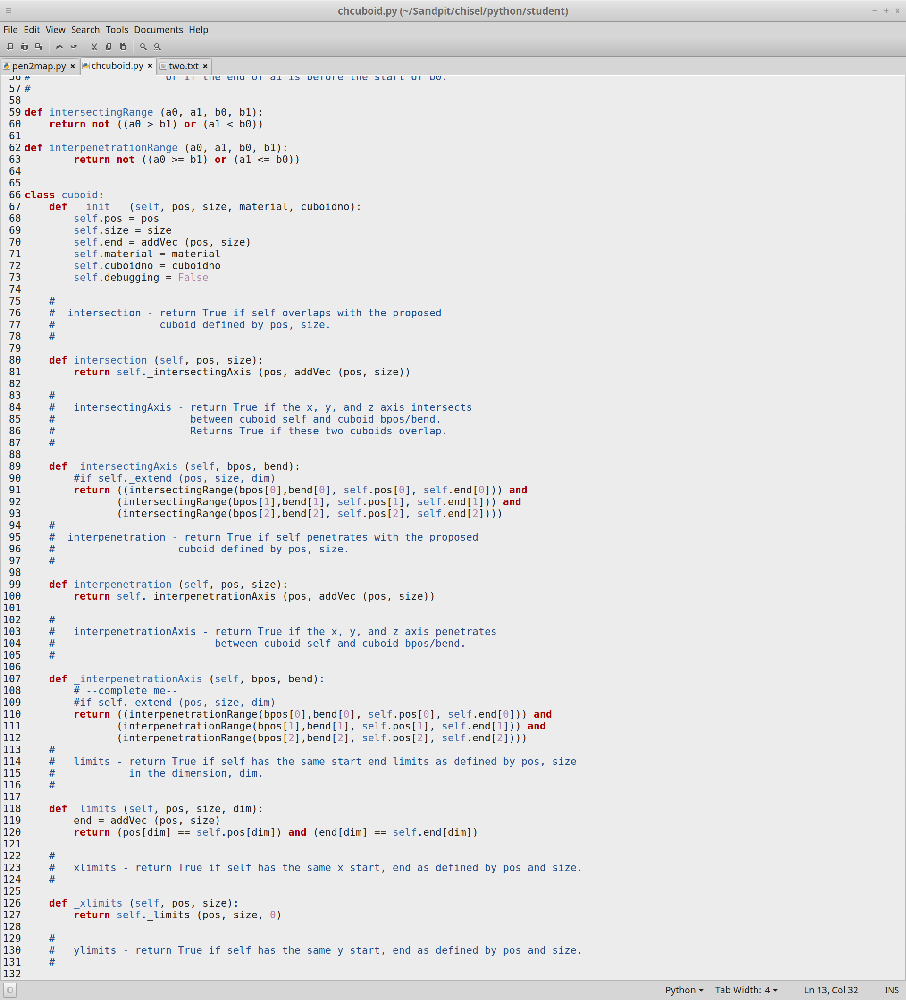 chcuboid.py (~/Sandpit/chisel/python/student)
File Edit View Search Tools Documents Help
pen2map.py × chcuboid.py × two.txt ×
56 #                      or if the end of a1 is before the start of b0.
57 #
58
59 def intersectingRange (a0, a1, b0, b1):
60     return not ((a0 > b1) or (a1 < b0))
61
62 def interpenetrationRange (a0, a1, b0, b1):
63         return not ((a0 >= b1) or (a1 <= b0))
64
65
66 class cuboid:
67     def __init__ (self, pos, size, material, cuboidno):
68         self.pos = pos
69         self.size = size
70         self.end = addVec (pos, size)
71         self.material = material
72         self.cuboidno = cuboidno
73         self.debugging = False
74
75     #
76     #  intersection - return True if self overlaps with the proposed
77     #                 cuboid defined by pos, size.
78     #
79
80     def intersection (self, pos, size):
81         return self._intersectingAxis (pos, addVec (pos, size))
82
83     #
84     #  _intersectingAxis - return True if the x, y, and z axis intersects
85     #                      between cuboid self and cuboid bpos/bend.
86     #                      Returns True if these two cuboids overlap.
87     #
88
89     def _intersectingAxis (self, bpos, bend):
90         #if self._extend (pos, size, dim)
91         return ((intersectingRange(bpos[0],bend[0], self.pos[0], self.end[0])) and
92                (intersectingRange(bpos[1],bend[1], self.pos[1], self.end[1])) and
93                (intersectingRange(bpos[2],bend[2], self.pos[2], self.end[2])))
94     #
95     #  interpenetration - return True if self penetrates with the proposed
96     #                    cuboid defined by pos, size.
97     #
98
99     def interpenetration (self, pos, size):
100         return self._interpenetrationAxis (pos, addVec (pos, size))
101
102     #
103     #  _interpenetrationAxis - return True if the x, y, and z axis penetrates
104     #                          between cuboid self and cuboid bpos/bend.
105     #
106
107     def _interpenetrationAxis (self, bpos, bend):
108         # --complete me--
109         #if self._extend (pos, size, dim)
110         return ((interpenetrationRange(bpos[0],bend[0], self.pos[0], self.end[0])) and
111                (interpenetrationRange(bpos[1],bend[1], self.pos[1], self.end[1])) and
112                (interpenetrationRange(bpos[2],bend[2], self.pos[2], self.end[2])))
113     #
114     #  _limits - return True if self has the same start end limits as defined by pos, size
115     #            in the dimension, dim.
116     #
117
118     def _limits (self, pos, size, dim):
119         end = addVec (pos, size)
120         return (pos[dim] == self.pos[dim]) and (end[dim] == self.end[dim])
121
122     #
123     #  _xlimits - return True if self has the same x start, end as defined by pos and size.
124     #
125
126     def _xlimits (self, pos, size):
127         return self._limits (pos, size, 0)
128
129     #
130     #  _ylimits - return True if self has the same y start, end as defined by pos and size.
131     #
132
Python Tab Width: 4 Ln 13, Col 32 INS